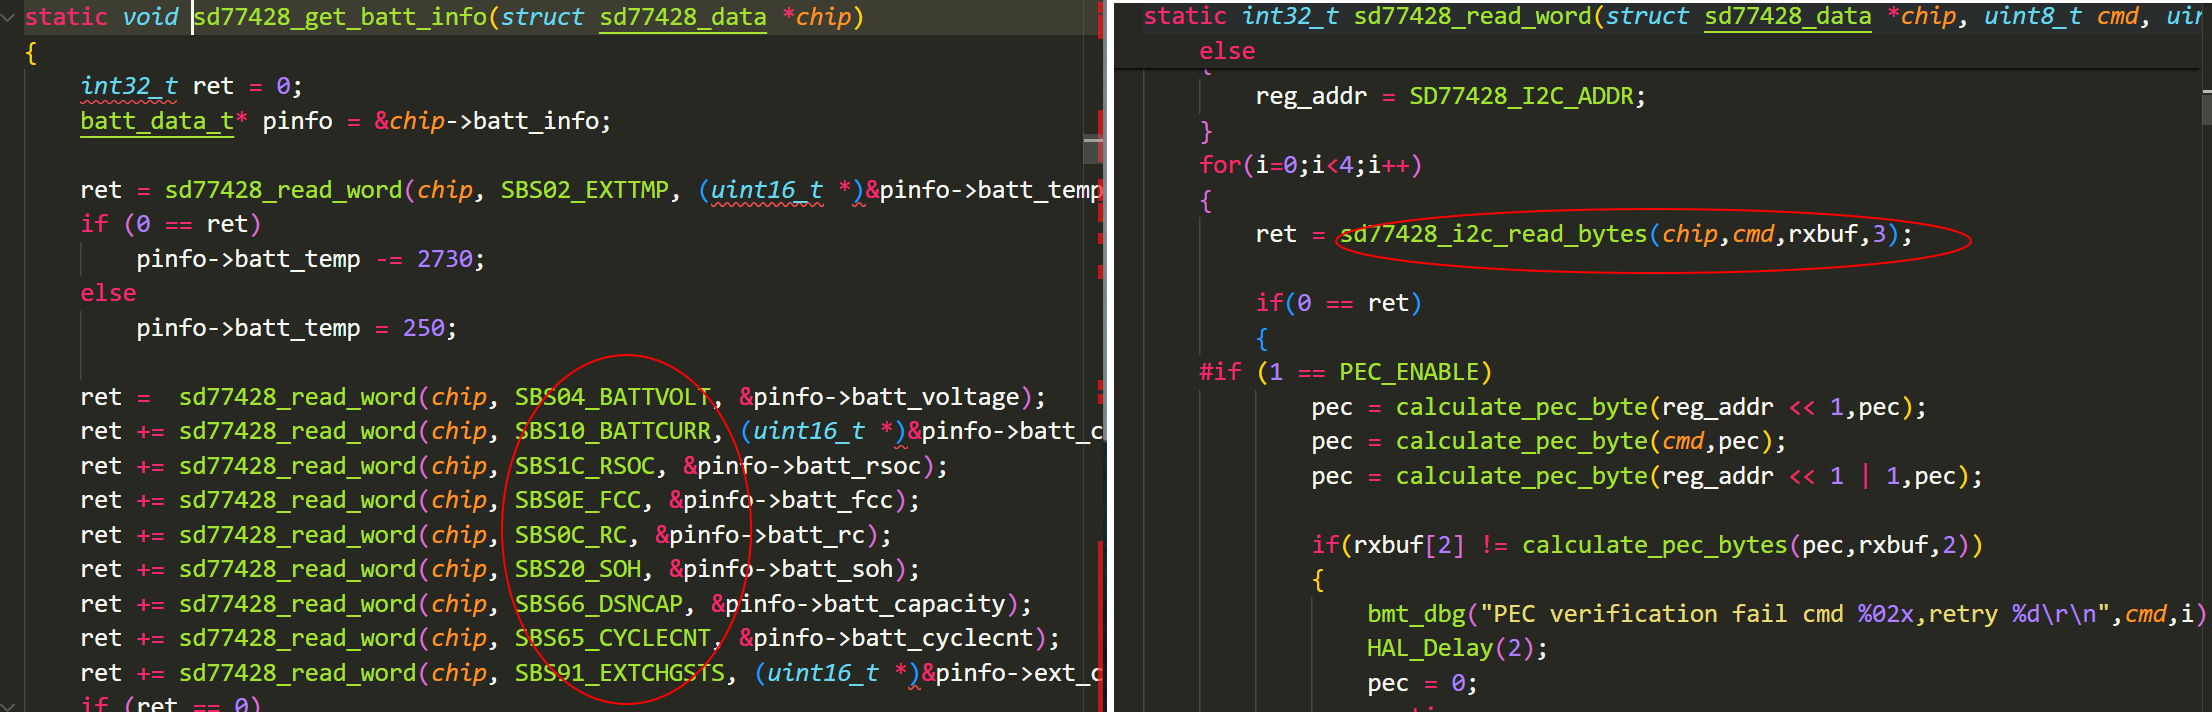 static void sd77428_get_batt_info(struct sd77428_data *chip)
{
    int32_t ret = 0;
    batt_data_t* pinfo = &chip->batt_info;
    ret = sd77428_read_word(chip, SBS02_EXTTMP, (uint16_t *)&pinfo->batt_temp
    if (0 == ret)
        pinfo->batt_temp -= 2730;
    else
        pinfo->batt_temp = 250;
    ret =  sd77428_read_word(chip, SBS04_BATTVOLT, &pinfo->batt_voltage);
    ret += sd77428_read_word(chip, SBS10_BATTCURR, (uint16_t *)&pinfo->batt_c
    ret += sd77428_read_word(chip, SBS1C_RSOC, &pinfo->batt_rsoc);
    ret += sd77428_read_word(chip, SBS0E_FCC, &pinfo->batt_fcc);
    ret += sd77428_read_word(chip, SBS0C_RC, &pinfo->batt_rc);
    ret += sd77428_read_word(chip, SBS20_SOH, &pinfo->batt_soh);
    ret += sd77428_read_word(chip, SBS66_DSNCAP, &pinfo->batt_capacity);
    ret += sd77428_read_word(chip, SBS65_CYCLECNT, &pinfo->batt_cyclecnt);
    ret += sd77428_read_word(chip, SBS91_EXTCHGSTS, (uint16_t *)&pinfo->ext_c
    if (ret == 0)
static int32_t sd77428_read_word(struct sd77428_data *chip, uint8_t cmd, uin
    else
    {
        reg_addr = SD77428_I2C_ADDR;
    }
    for(i=0;i<4;i++)
    {
        ret = sd77428_i2c_read_bytes(chip,cmd,rxbuf,3);
        if(0 == ret)
        {
    #if (1 == PEC_ENABLE)
            pec = calculate_pec_byte(reg_addr << 1,pec);
            pec = calculate_pec_byte(cmd,pec);
            pec = calculate_pec_byte(reg_addr << 1 | 1,pec);
            if(rxbuf[2] != calculate_pec_bytes(pec,rxbuf,2))
            {
                bmt_dbg("PEC verification fail cmd %02x,retry %d\r\n",cmd,i)
                HAL_Delay(2);
                pec = 0;